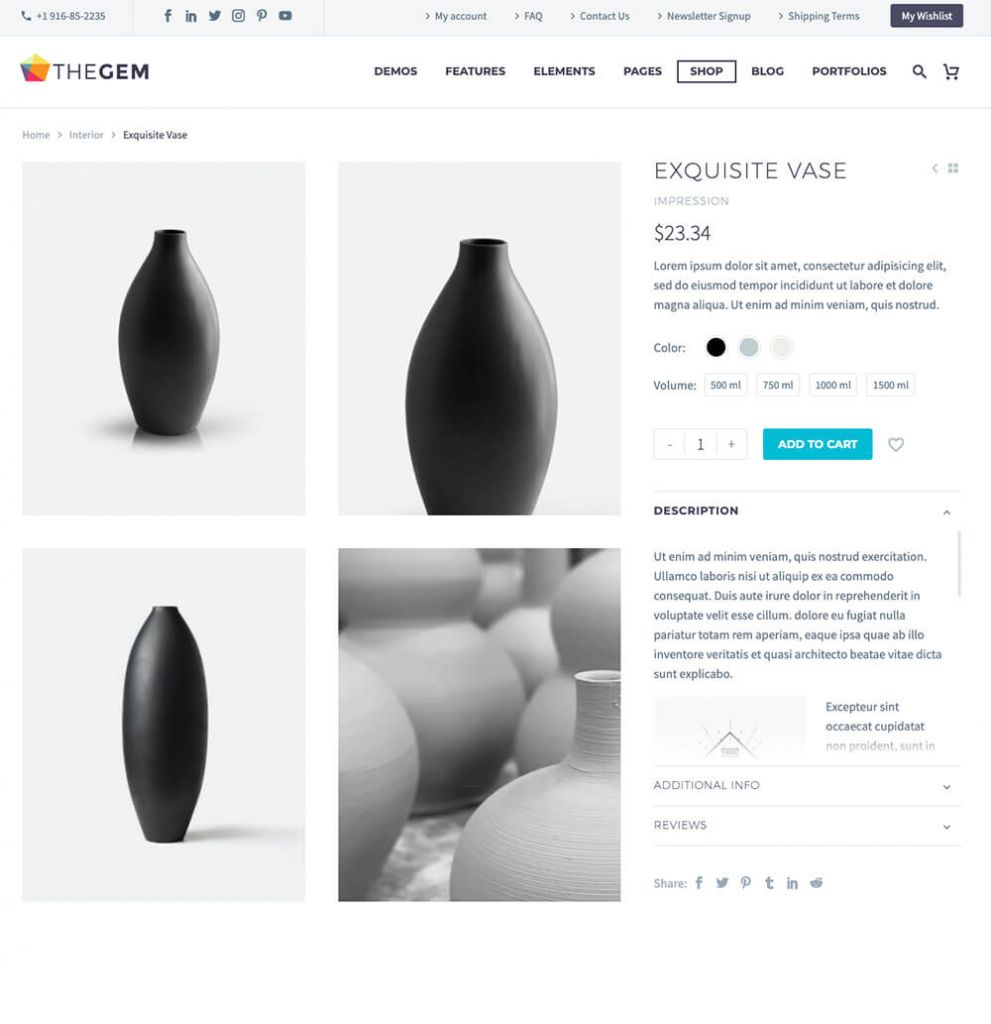 +1 916-85-2235
My account
FAQ
Contact Us
Newsletter Signup
Shipping Terms
My Wishlist
THEGEM
DEMOS
FEATURES
ELEMENTS
PAGES
SHOP
BLOG
PORTFOLIOS
Home > Interior > Exquisite Vase
EXQUISITE VASE
IMPRESSION
$23.34
Lorem ipsum dolor sit amet, consectetur adipisicing elit,
sed do eiusmod tempor incididunt ut labore et dolore
magna aliqua. Ut enim ad minim veniam, quis nostrud.
Color:
Volume: 500 ml 750 ml 1000 ml 1500 ml
- 1 + ADD TO CART
DESCRIPTION
Ut enim ad minim veniam, quis nostrud exercitation.
Ullamco laboris nisi ut aliquip ex ea commodo
consequat. Duis aute irure dolor in reprehenderit in
voluptate velit esse cillum. dolore eu fugiat nulla
pariatur totam rem aperiam, eaque ipsa quae ab illo
inventore veritatis et quasi architecto beatae vitae dicta
sunt explicabo.
Excepteur sint
occaecat cupidatat
non proident, sunt in
ADDITIONAL INFO
REVIEWS
Share: